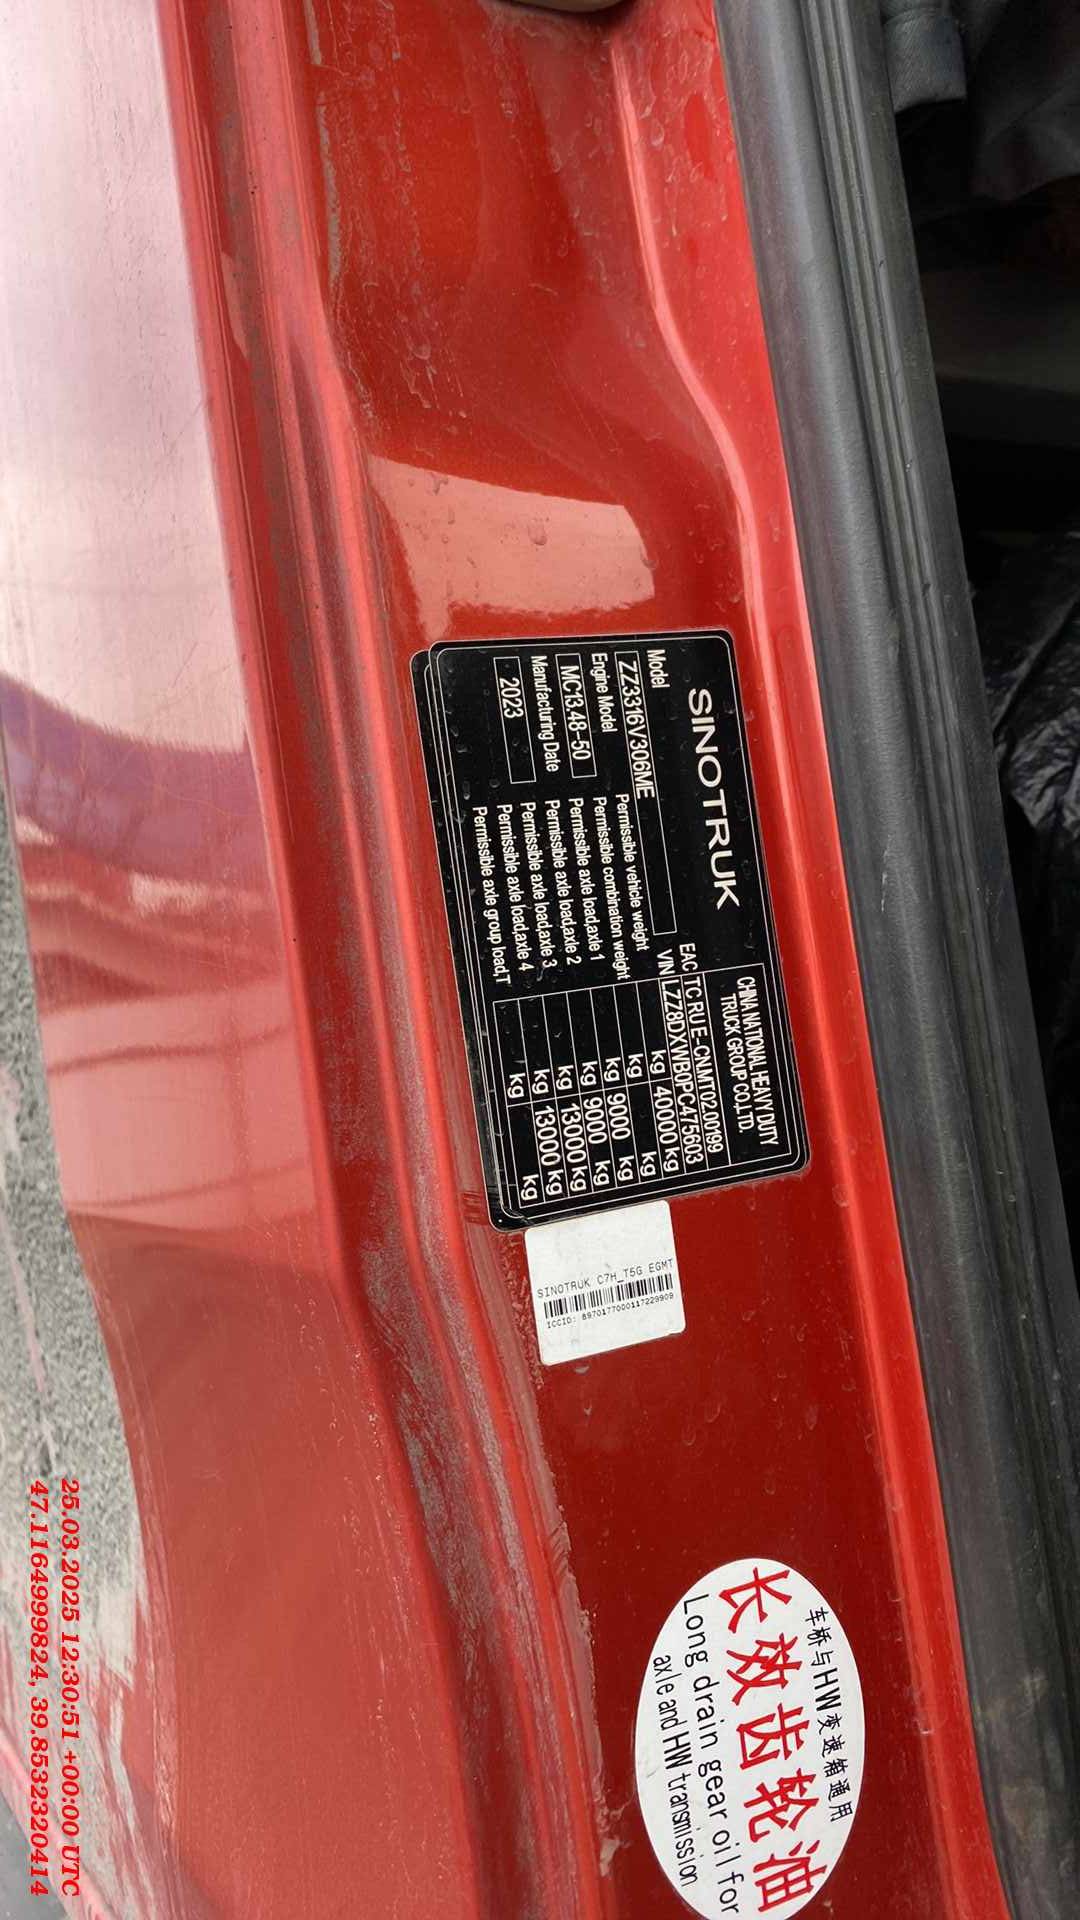 SINOTRUK
CHINA NATIONAL HEAVY DUTY
TRUCK GROUP CO.,LTD.
Model
ZZ3316V306ME
EAC TC RU E-CNMT02.00199
VIN LZZ8DXWB0PC475603
Engine Model
MC13.48-50
Manufacturing Date
2023
Permissible vehicle weight kg 40000 kg
Permissible combination weight kg kg
Permissible axle load,axle 1 kg 9000 kg
Permissible axle load,axle 2 kg 9000 kg
Permissible axle load,axle 3 kg 13000 kg
Permissible axle load,axle 4 kg 13000 kg
Permissible axle group load,T kg kg
SINOTRUK C7H_T5G EGMT
ICCID: 8970177000117229909
车桥与HW变速箱通用
长效齿轮油
Long drain gear oil for
axle and HW transmission
25.03.2025 12:30:51 +00:00 UTC
47.1164999824, 39.8532320414